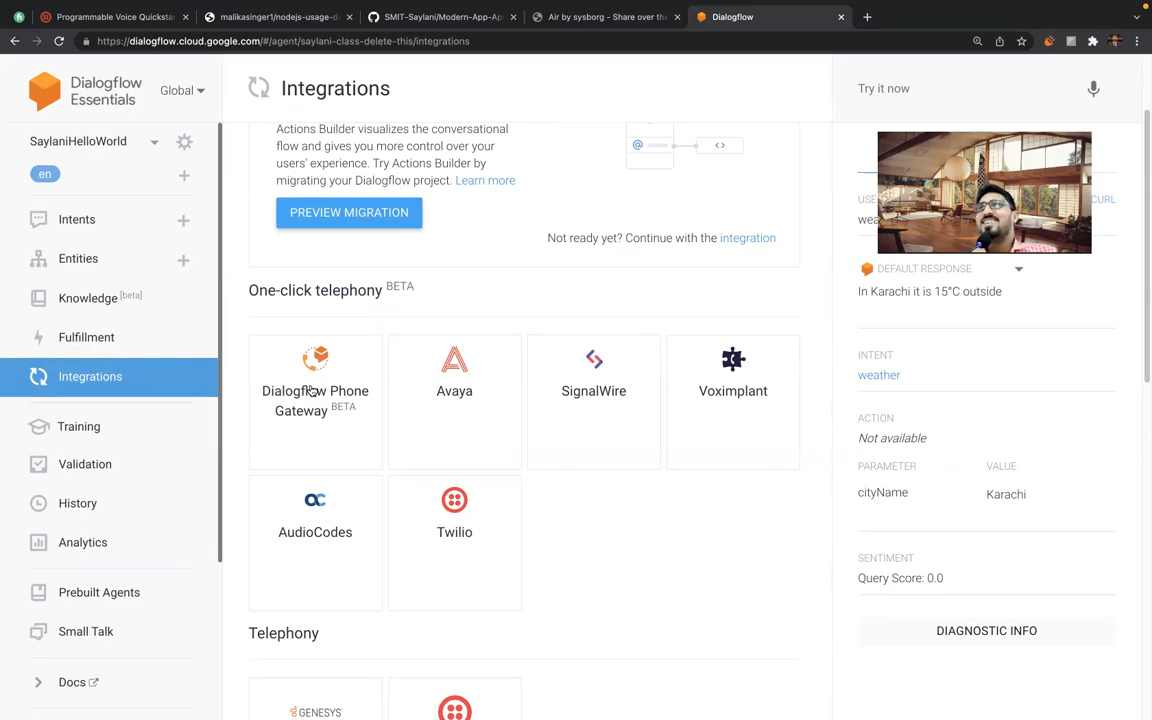 Programmable Voice Quickstar
malikasinger1/nodejs-usage-da
SMIT-Saylani/Modern-App-Ap
Air by sysborg - Share over the
Dialogflow
https://dialogflow.cloud.google.com/#/agent/saylani-class-delete-this/integrations
Dialogflow
Essentials
Global
SaylaniHelloWorld
en
Intents
Entities
Knowledge [beta]
Fulfillment
Integrations
Training
Validation
History
Analytics
Prebuilt Agents
Small Talk
Docs
Integrations
Actions Builder visualizes the conversational
flow and gives you more control over your
users' experience. Try Actions Builder by
migrating your Dialogflow project. Learn more
PREVIEW MIGRATION
Not ready yet? Continue with the integration
One-click telephony BETA
Dialogflow Phone
Gateway BETA
Avaya
SignalWire
Voximplant
AudioCodes
Twilio
Telephony
GENESYS
Try it now
CURL
DEFAULT RESPONSE
In Karachi it is 15°C outside
INTENT
weather
ACTION
Not available
PARAMETER VALUE
cityName Karachi
SENTIMENT
Query Score: 0.0
DIAGNOSTIC INFO